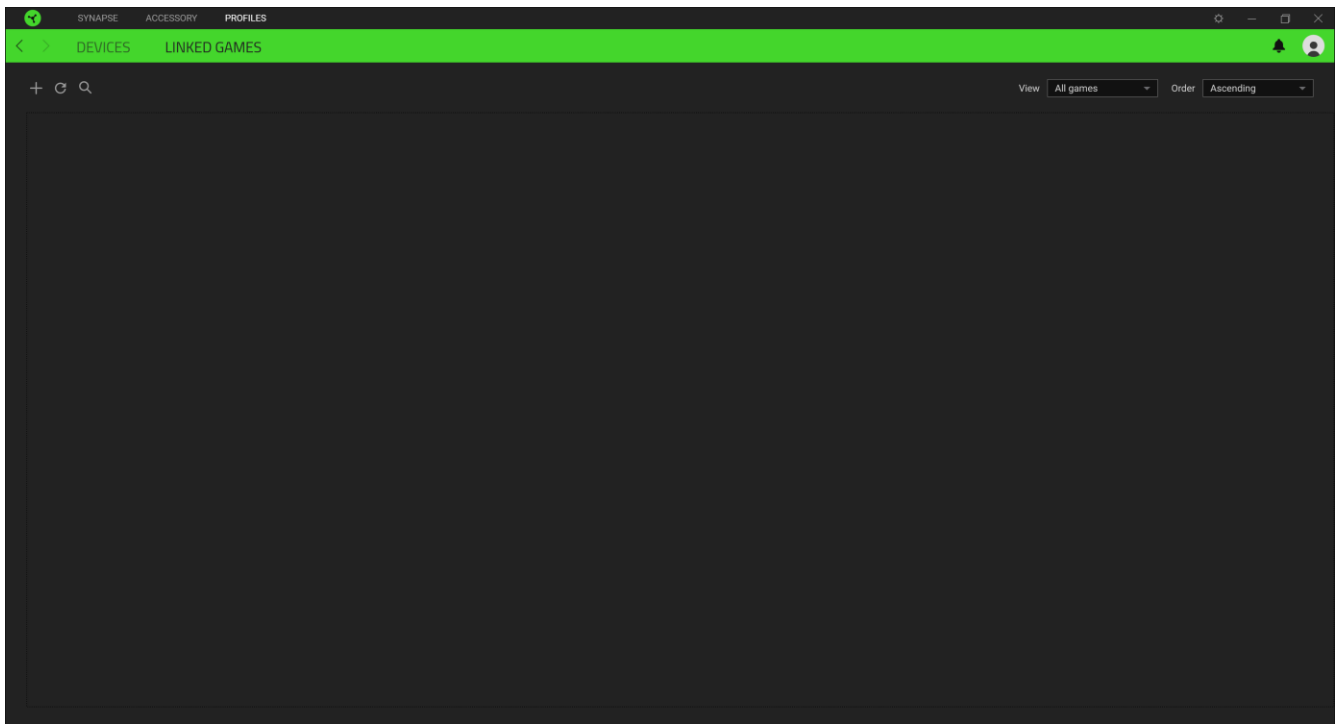 SYNAPSE ACCESSORY PROFILES
DEVICES LINKED GAMES
View All games Order Ascending